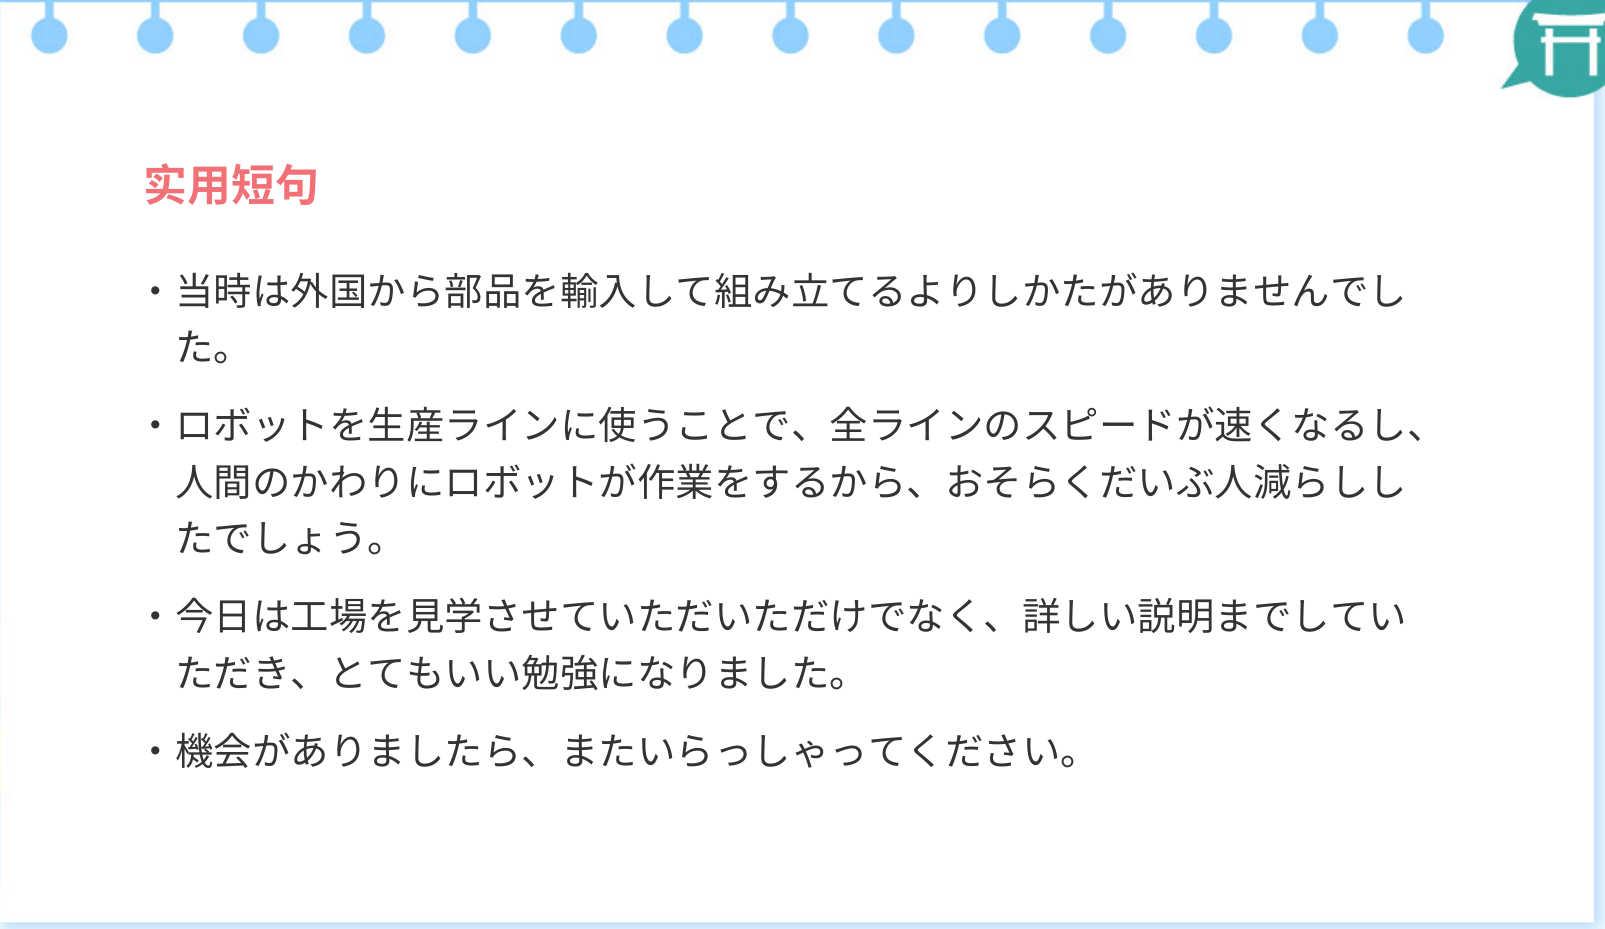 实用短句
・当時は外国から部品を輸入して組み立てるよりしかたがありませんでし
た。
・ロボットを生産ラインに使うことで、全ラインのスピードが速くなるし、
人間のかわりにロボットが作業をするから、おそらくだいぶ人減らしし
たでしょう。
・今日は工場を見学させていただいただけでなく、詳しい説明までしてい
ただき、とてもいい勉強になりました。
・機会がありましたら、またいらっしゃってください。